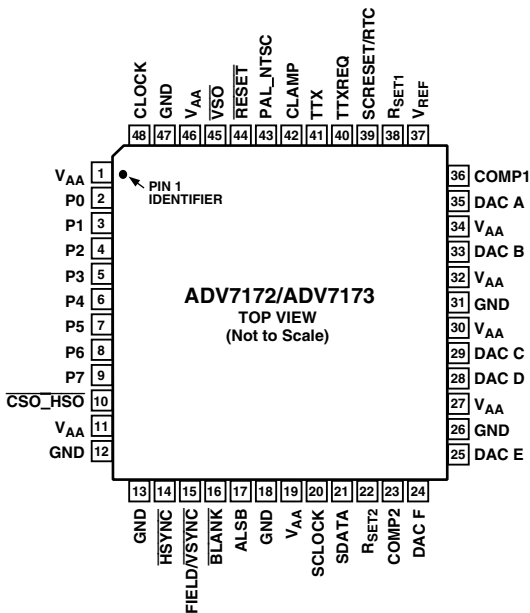 CLOCK
GND
VAA
VSO
RESET
PAL_NTSC
CLAMP
TTX
TTXREQ
SCRESET/RTC
RSET1
VREF
48 47 46 45 44 43 42 41 40 39 38 37
VAA 1
P0 2
P1 3
P2 4
P3 5
P4 6
P5 7
P6 8
P7 9
CSO_HSO 10
VAA 11
GND 12
PIN 1
IDENTIFIER
ADV7172/ADV7173
TOP VIEW
(Not to Scale)
36 COMP1
35 DAC A
34 VAA
33 DAC B
32 VAA
31 GND
30 VAA
29 DAC C
28 DAC D
27 VAA
26 GND
25 DAC E
13 14 15 16 17 18 19 20 21 22 23 24
GND
HSYNC
FIELD/VSYNC
BLANK
ALSB
GND
VAA
SCLOCK
SDATA
RSET2
COMP2
DAC F